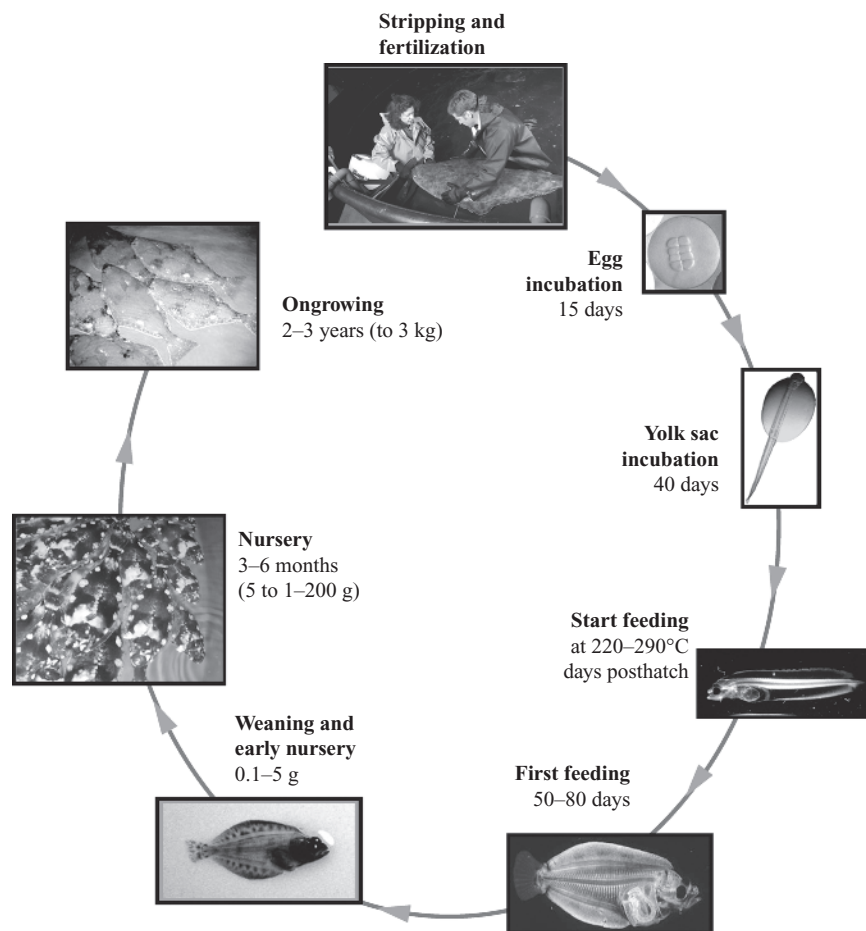 Stripping and
fertilization
Egg
incubation
15 days
Yolk sac
incubation
40 days
Start feeding
at 220–290°C
days posthatch
First feeding
50–80 days
Weaning and
early nursery
0.1–5 g
Nursery
3–6 months
(5 to 1–200 g)
Ongrowing
2–3 years (to 3 kg)